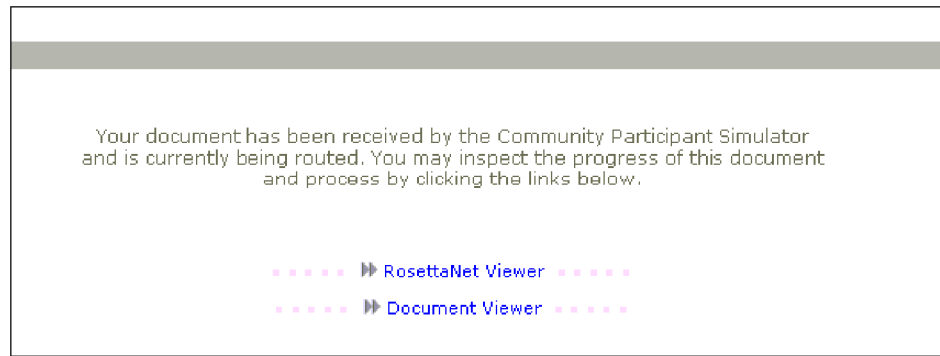 Your document has been received by the Community Participant Simulator
and is currently being routed. You may inspect the progress of this document
and process by clicking the links below.
RosettaNet Viewer
Document Viewer